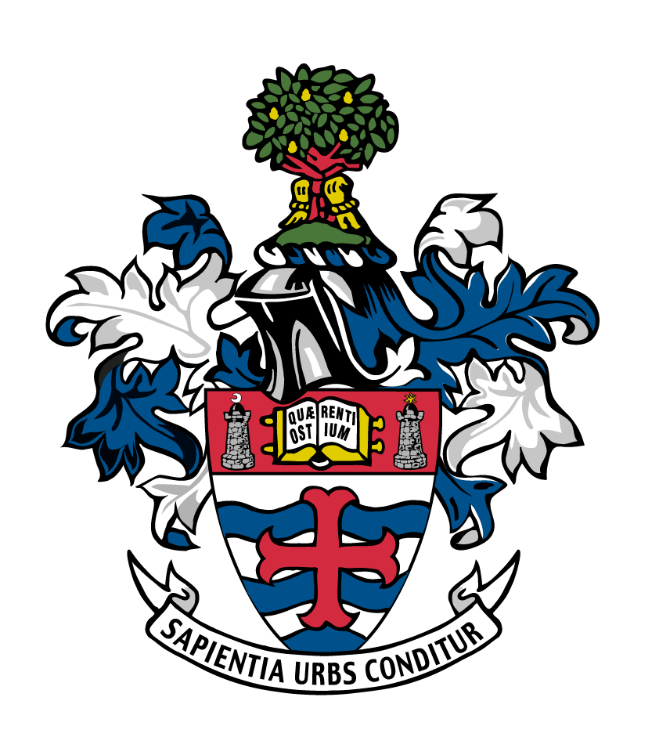 QUÆ RENTI
OST IUM
SAPIENTIA URBS CONDITUR